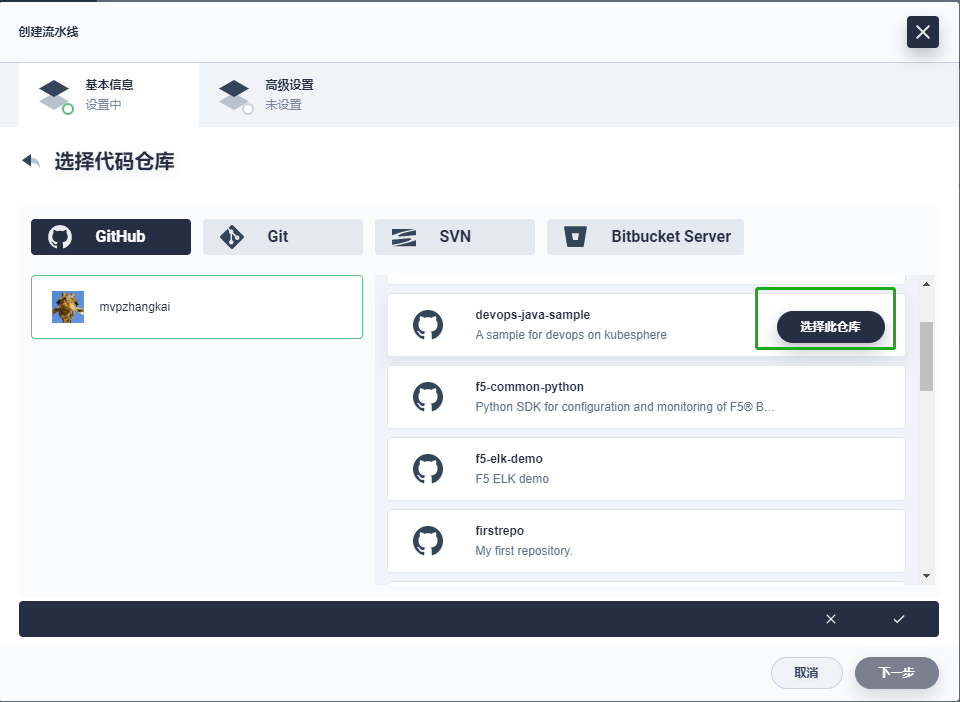 创建流水线
基本信息
设置中
高级设置
未设置
选择代码仓库
GitHub
Git
SVN
Bitbucket Server
mvpzhangkai
devops-java-sample
A sample for devops on kubesphere
选择此仓库
f5-common-python
Python SDK for configuration and monitoring of F5® B...
f5-elk-demo
F5 ELK demo
firstrepo
My first repository.
取消
下一步